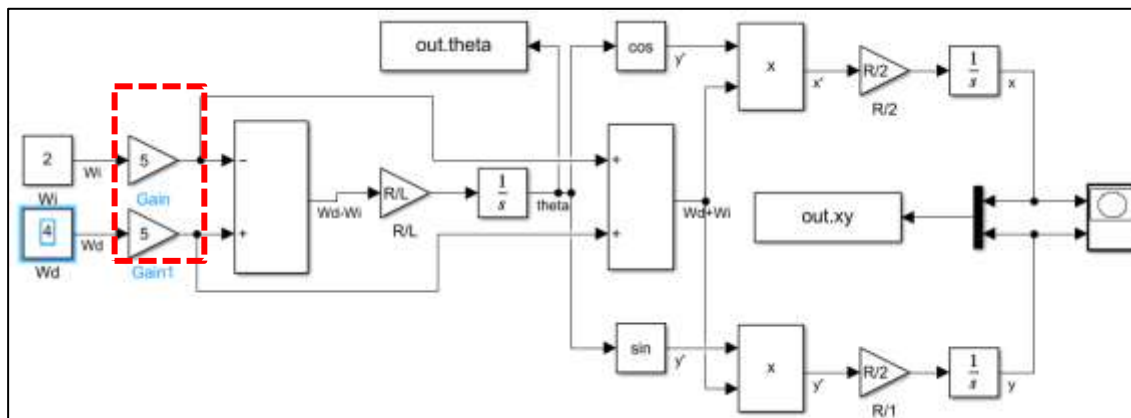 out.theta
cos
y'
x
x'
R/2
R/2
1
s
x
2
Wi
Wi
5
Gain
−
+
Wd-Wi
R/L
R/L
1
s
theta
+
+
Wd+Wi
out.xy
4
Wd
Wd
5
Gain1
sin
y'
x
y'
R/2
R/1
1
s
y